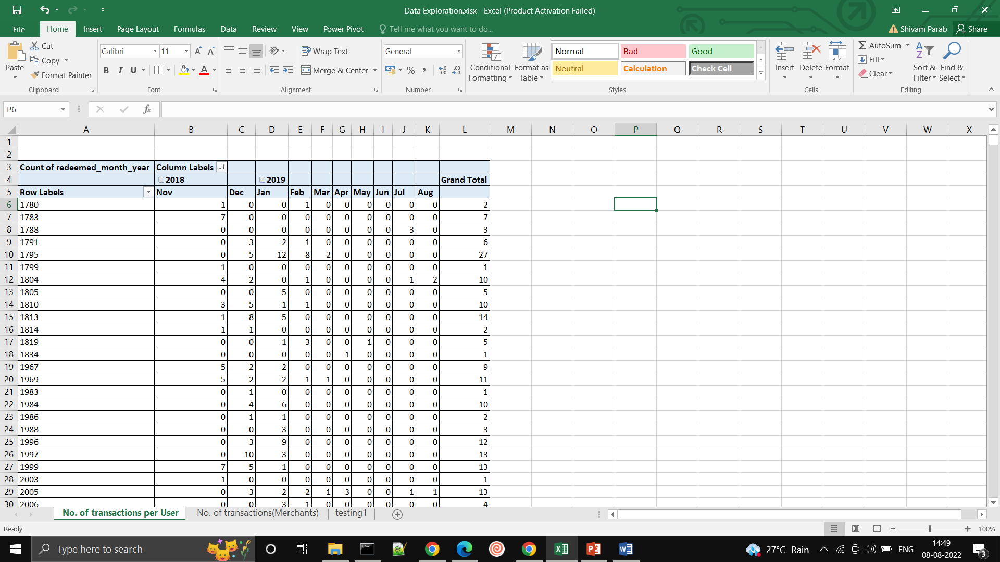 Data Exploration.xlsx - Excel (Product Activation Failed)
File Home Insert Page Layout Formulas Data Review View Power Pivot Tell me what you want to do... Shivam Parab Share
Cut
Copy
Format Painter
Paste
Clipboard
Calibri 11
B I U
Font
Wrap Text
Merge & Center
Alignment
General
%
Number
Conditional Formatting
Format as Table
Normal Bad Good
Neutral Calculation Check Cell
Styles
Insert Delete Format
Cells
AutoSum
Fill
Clear
Sort & Filter
Find & Select
Editing
P6 fx
A B C D E F G H I J K L M N O P Q R S T U V W X
1
2
3 Count of redeemed_month_year Column Labels
4 2018 2019 Grand Total
5 Row Labels Nov Dec Jan Feb Mar Apr May Jun Jul Aug
6 1780 1 0 0 1 0 0 0 0 0 0 2
7 1783 7 0 0 0 0 0 0 0 0 0 7
8 1788 0 0 0 0 0 0 0 0 3 0 3
9 1791 0 3 2 1 0 0 0 0 0 0 6
10 1795 0 5 12 8 2 0 0 0 0 0 27
11 1799 1 0 0 0 0 0 0 0 0 0 1
12 1804 4 2 0 1 0 0 0 0 1 2 10
13 1805 0 0 5 0 0 0 0 0 0 0 5
14 1810 3 5 1 1 0 0 0 0 0 0 10
15 1813 1 8 5 0 0 0 0 0 0 0 14
16 1814 1 1 0 0 0 0 0 0 0 0 2
17 1819 0 0 1 3 0 0 1 0 0 0 5
18 1834 0 0 0 0 0 1 0 0 0 0 1
19 1967 5 2 2 0 0 0 0 0 0 0 9
20 1969 5 2 2 1 1 0 0 0 0 0 11
21 1983 0 1 0 0 0 0 0 0 0 0 1
22 1984 0 4 6 0 0 0 0 0 0 0 10
23 1986 0 1 1 0 0 0 0 0 0 0 2
24 1988 0 0 3 0 0 0 0 0 0 0 3
25 1996 0 3 9 0 0 0 0 0 0 0 12
26 1997 0 10 3 0 0 0 0 0 0 0 13
27 1999 7 5 1 0 0 0 0 0 0 0 13
28 2003 1 0 0 0 0 0 0 0 0 0 1
29 2005 0 3 2 2 1 3 0 0 1 1 13
30 2006 0 0 3 1 0 0 0 0 0 0 4
No. of transactions per User No. of transactions(Merchants) testing1
Ready 100%
Type here to search 27°C Rain ENG
14:49
08-08-2022
3